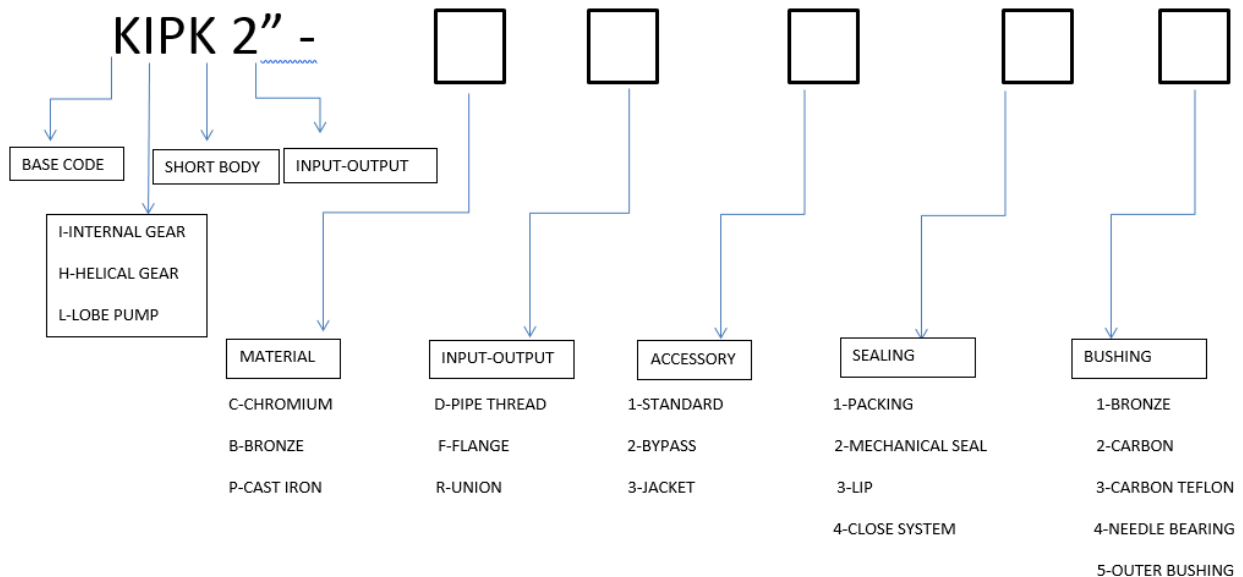 KIPK 2” -
BASE CODE
SHORT BODY
INPUT-OUTPUT
I-INTERNAL GEAR
H-HELICAL GEAR
L-LOBE PUMP
MATERIAL
C-CHROMIUM
B-BRONZE
P-CAST IRON
INPUT-OUTPUT
D-PIPE THREAD
F-FLANGE
R-UNION
ACCESSORY
1-STANDARD
2-BYPASS
3-JACKET
SEALING
1-PACKING
2-MECHANICAL SEAL
3-LIP
4-CLOSE SYSTEM
BUSHING
1-BRONZE
2-CARBON
3-CARBON TEFLON
4-NEEDLE BEARING
5-OUTER BUSHING